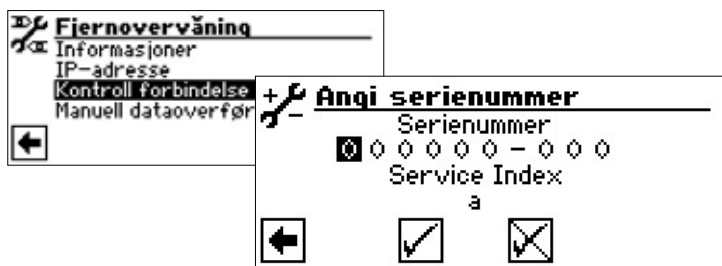 Fjernovervåning
Informasjoner
IP-adresse
Kontroll forbindelse
Manuell dataoverfør
Angi serienummer
Serienummer
0 0 0 0 0 0 - 0 0 0
Service Index
a